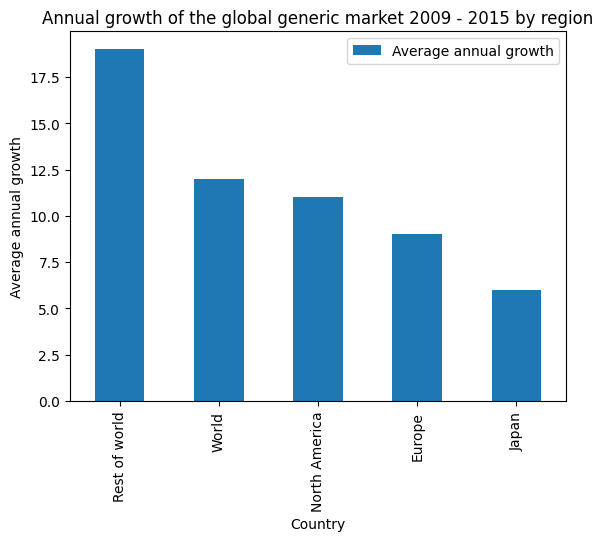 Annual growth of the global generic market 2009 - 2015 by region
Average annual growth
17.5
15.0
12.5
10.0
7.5
5.0
2.5
0.0
Average annual growth
Rest of world
World
North America
Europe
Japan
Country